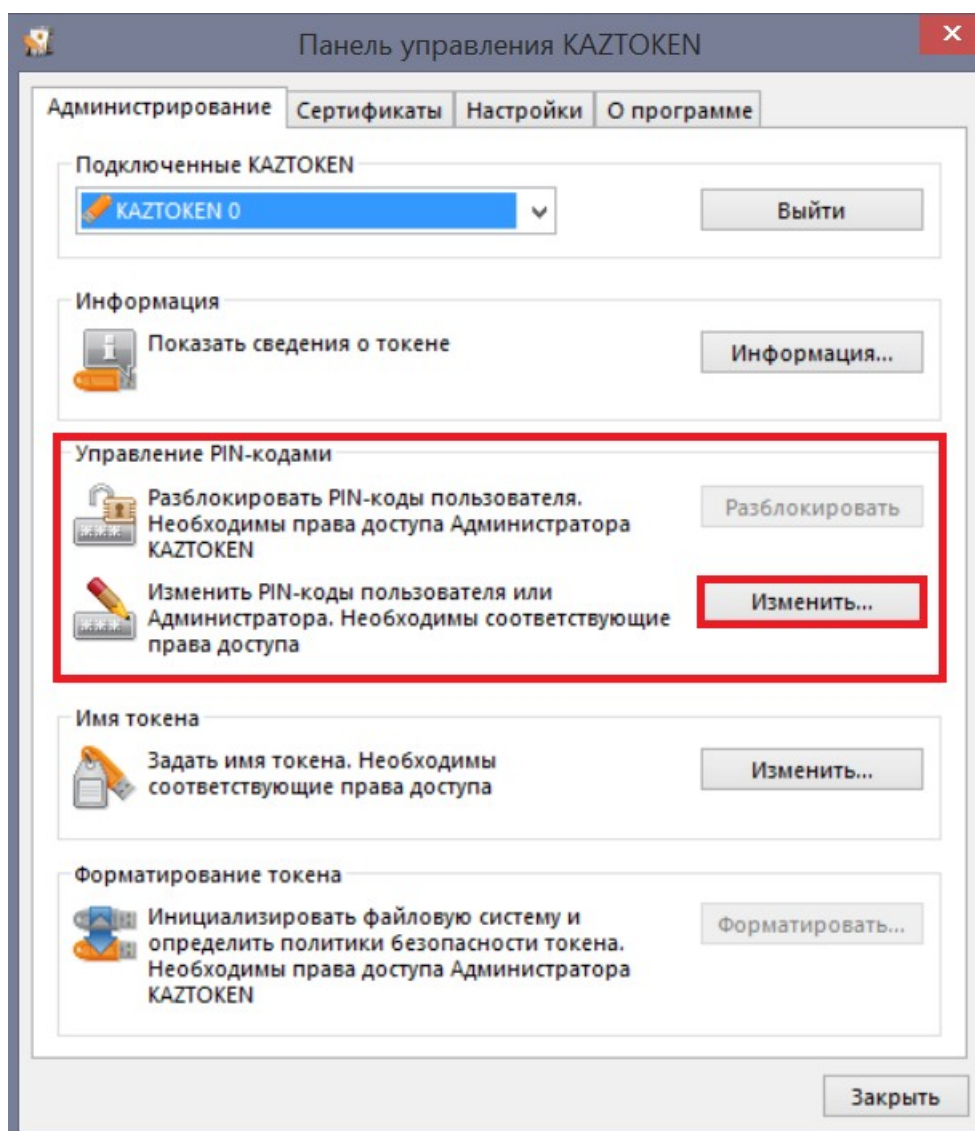 Панель управления KAZTOKEN
Администрирование
Сертификаты
Настройки
О программе
Подключенные KAZTOKEN
KAZTOKEN 0
Выйти
Информация
Показать сведения о токене
Информация...
Управление PIN-кодами
Разблокировать PIN-коды пользователя.
Необходимы права доступа Администратора
KAZTOKEN
Разблокировать
Изменить PIN-коды пользователя или
Администратора. Необходимы соответствующие
права доступа
Изменить...
Имя токена
Задать имя токена. Необходимы
соответствующие права доступа
Изменить...
Форматирование токена
Инициализировать файловую систему и
определить политики безопасности токена.
Необходимы права доступа Администратора
KAZTOKEN
Форматировать...
Закрыть